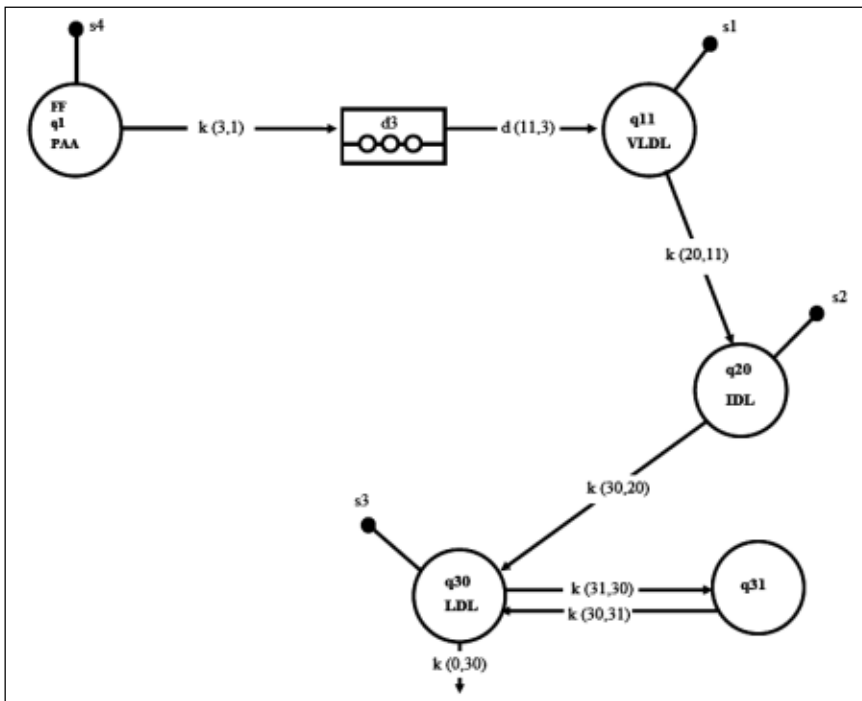 s4
FF
q1
PAA
k (3,1)
d3
d (11,3)
s1
q11
VLDL
k (20,11)
s2
q20
IDL
k (30,20)
s3
q30
LDL
k (31,30)
k (30,31)
q31
k (0,30)